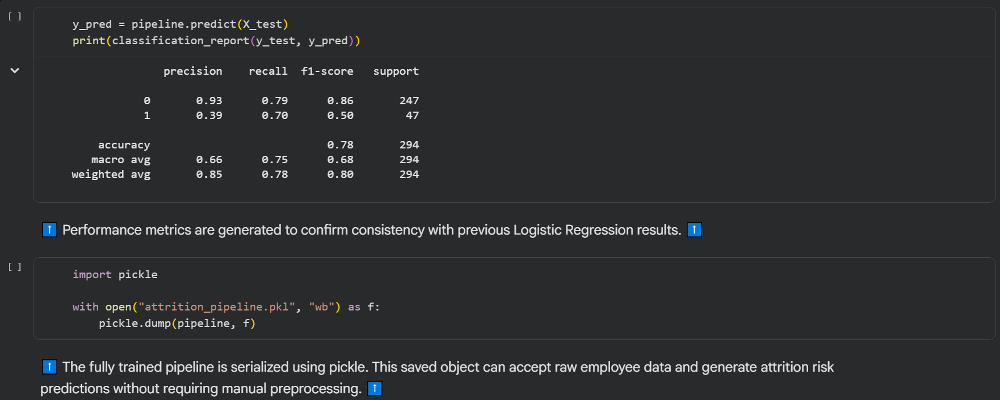 [ ]
y_pred = pipeline.predict(X_test)
print(classification_report(y_test, y_pred))
precision recall f1-score support
0 0.93 0.79 0.86 247
1 0.39 0.70 0.50 47
accuracy 0.78 294
macro avg 0.66 0.75 0.68 294
weighted avg 0.85 0.78 0.80 294
⬆️ Performance metrics are generated to confirm consistency with previous Logistic Regression results. ⬆️
[ ]
import pickle
with open("attrition_pipeline.pkl", "wb") as f:
    pickle.dump(pipeline, f)
⬆️ The fully trained pipeline is serialized using pickle. This saved object can accept raw employee data and generate attrition risk
predictions without requiring manual preprocessing. ⬆️